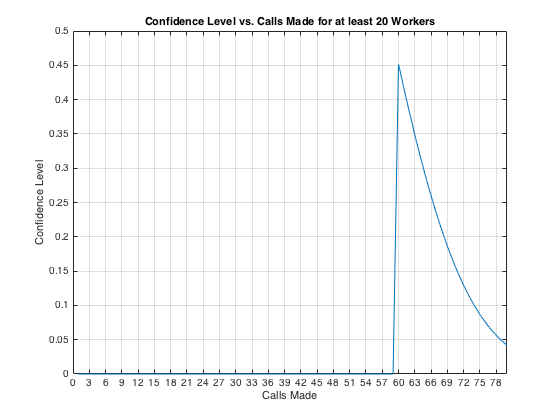 Confidence Level vs. Calls Made for at least 20 Workers
0.5
0.45
0.4
0.35
0.3
0.25
0.2
0.15
0.1
0.05
0
Confidence Level
0 3 6 9 12 15 18 21 24 27 30 33 36 39 42 45 48 51 54 57 60 63 66 69 72 75 78
Calls Made